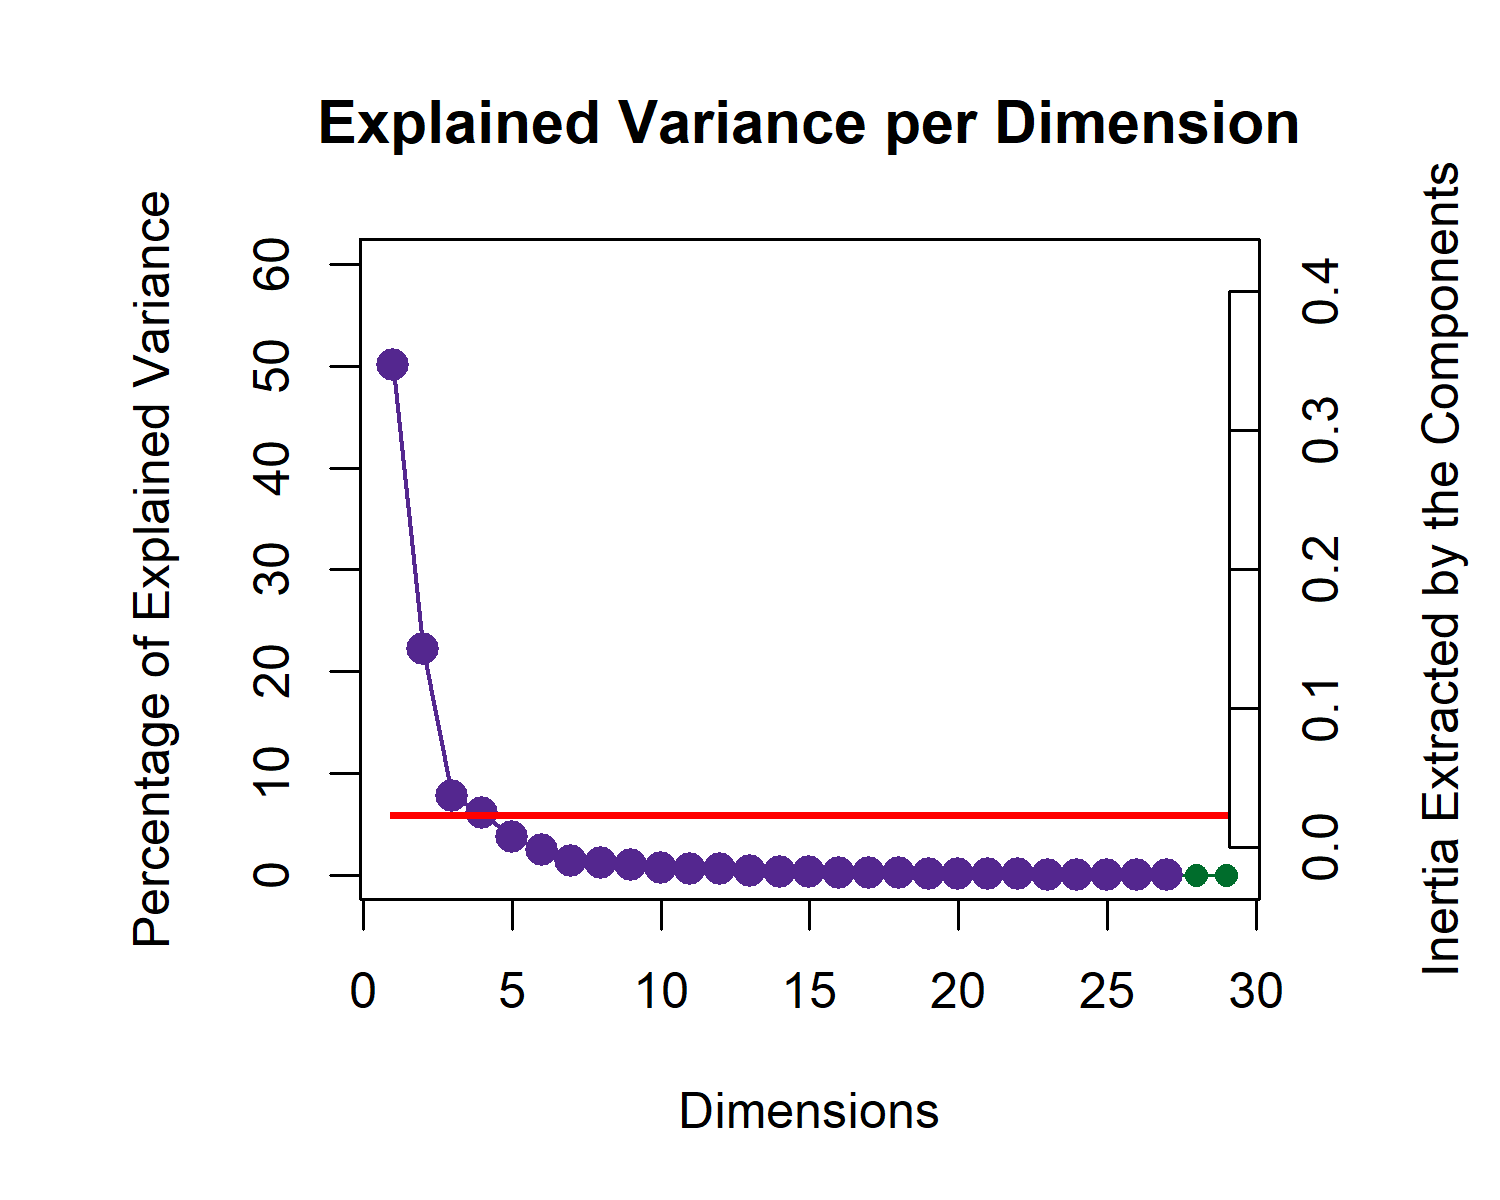 Explained Variance per Dimension
Percentage of Explained Variance
60
50
40
30
20
10
0
0.4
0.3
0.2
0.1
0.0
Inertia Extracted by the Components
0 5 10 15 20 25 30
Dimensions